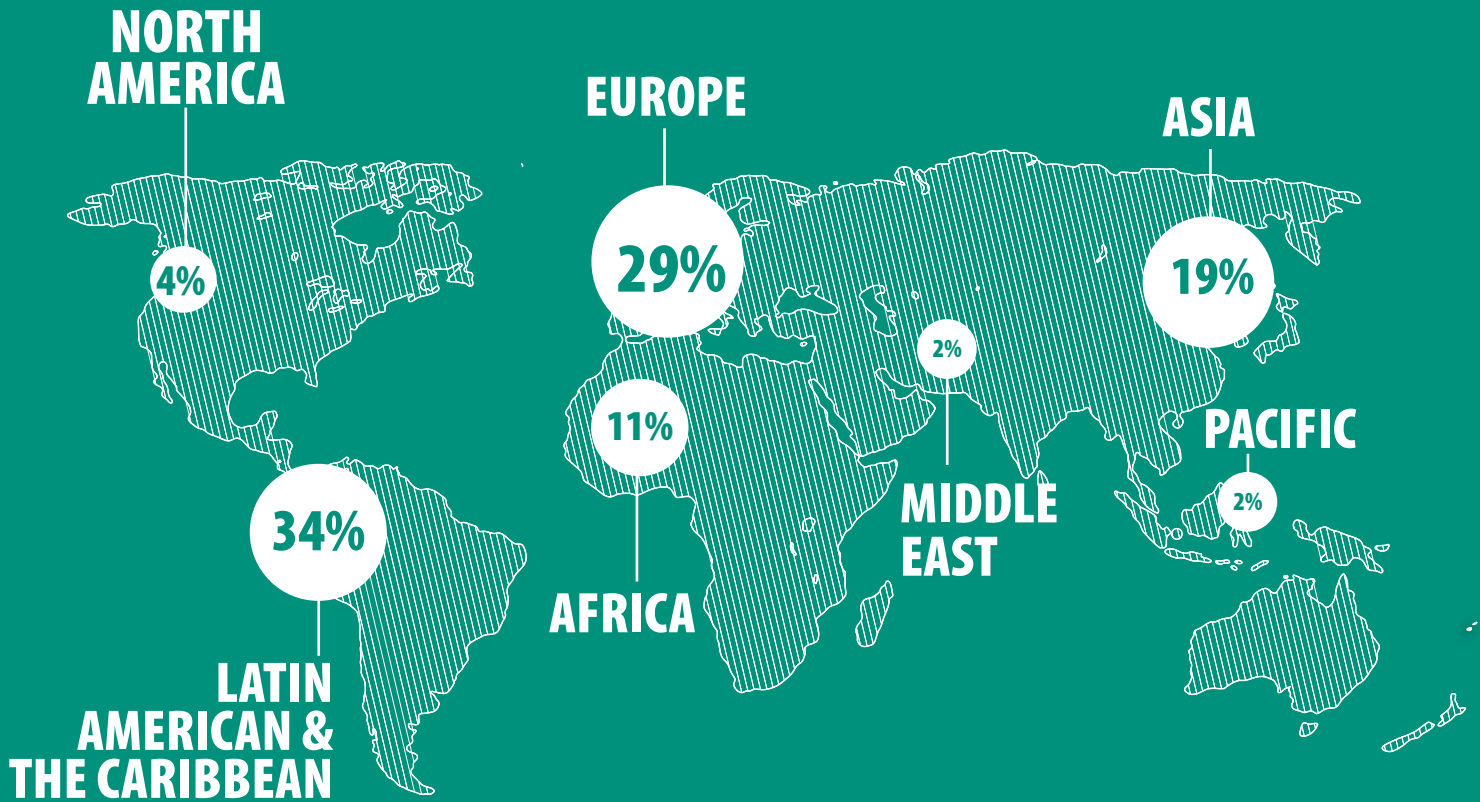 NORTH
AMERICA
4%
EUROPE
29%
ASIA
19%
2%
MIDDLE
EAST
11%
AFRICA
PACIFIC
2%
34%
LATIN
AMERICAN &
THE CARIBBEAN